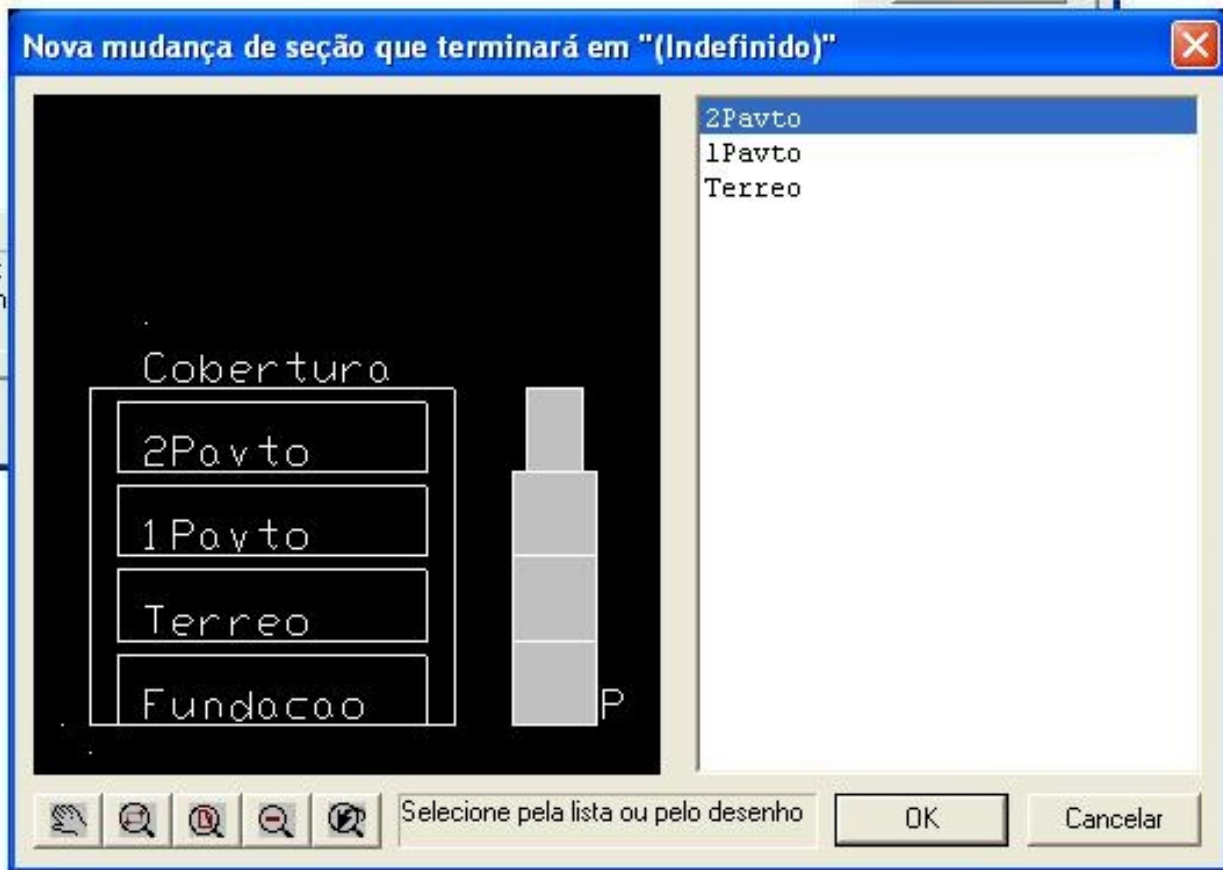 Nova mudança de seção que terminará em "(Indefinido)"
Cobertura
2Pavto
1Pavto
Terreo
Fundacao
P
2Pavto
1Pavto
Terreo
Selecione pela lista ou pelo desenho
OK
Cancelar